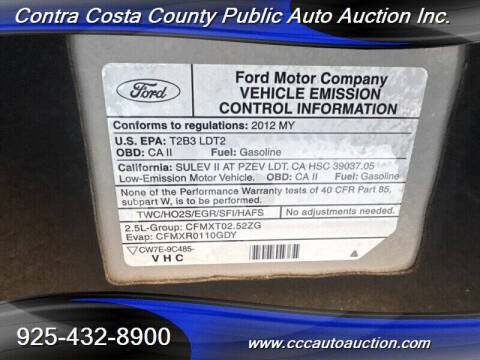 Contra Costa County Public Auto Auction Inc.
Ford
Ford Motor Company
VEHICLE EMISSION
CONTROL INFORMATION
Conforms to regulations: 2012 MY
U.S. EPA: T2B3 LDT2
OBD: CA II Fuel: Gasoline
California: SULEV II AT PZEV LDT, CA HSC 39037.05
Low-Emission Motor Vehicle. OBD: CA II Fuel: Gasoline
None of the Performance Warranty tests of 40 CFR Part 85,
subpart W, is to be used.
TWC/HO2S/EGR/SFI/HAFS No adjustments needed.
2.5L-Group: CFMXT02.52ZG
Evap: CFMXR0110GDY
CW7E-9C485-
VHC
925-432-8900
www.cccautoauction.com